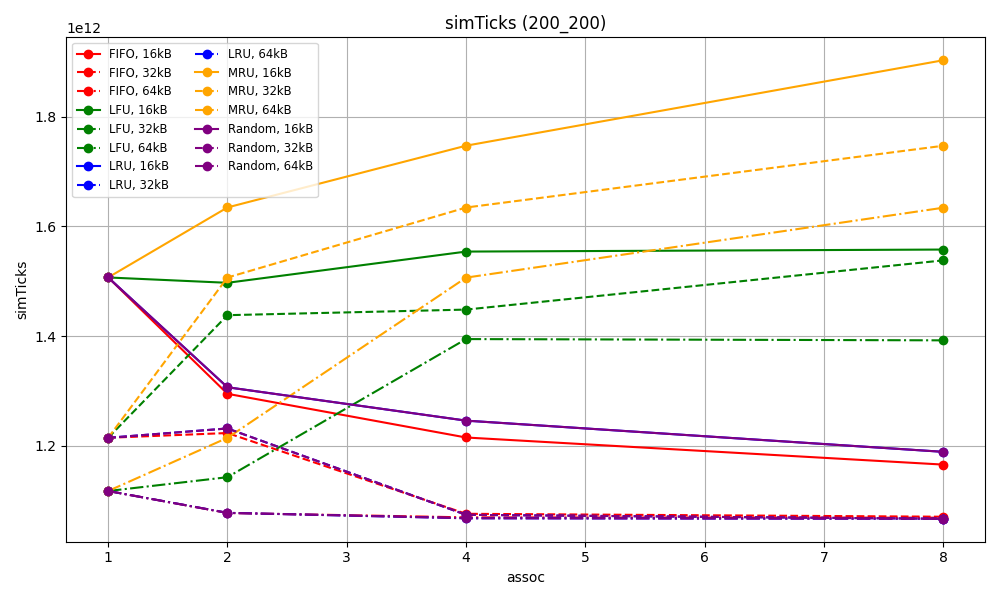 simTicks (200_200)
1e12
FIFO, 16kB
FIFO, 32kB
FIFO, 64kB
LFU, 16kB
LFU, 32kB
LFU, 64kB
LRU, 16kB
LRU, 32kB
LRU, 64kB
MRU, 16kB
MRU, 32kB
MRU, 64kB
Random, 16kB
Random, 32kB
Random, 64kB
1.8
1.6
1.4
1.2
simTicks
1 2 3 4 5 6 7 8
assoc